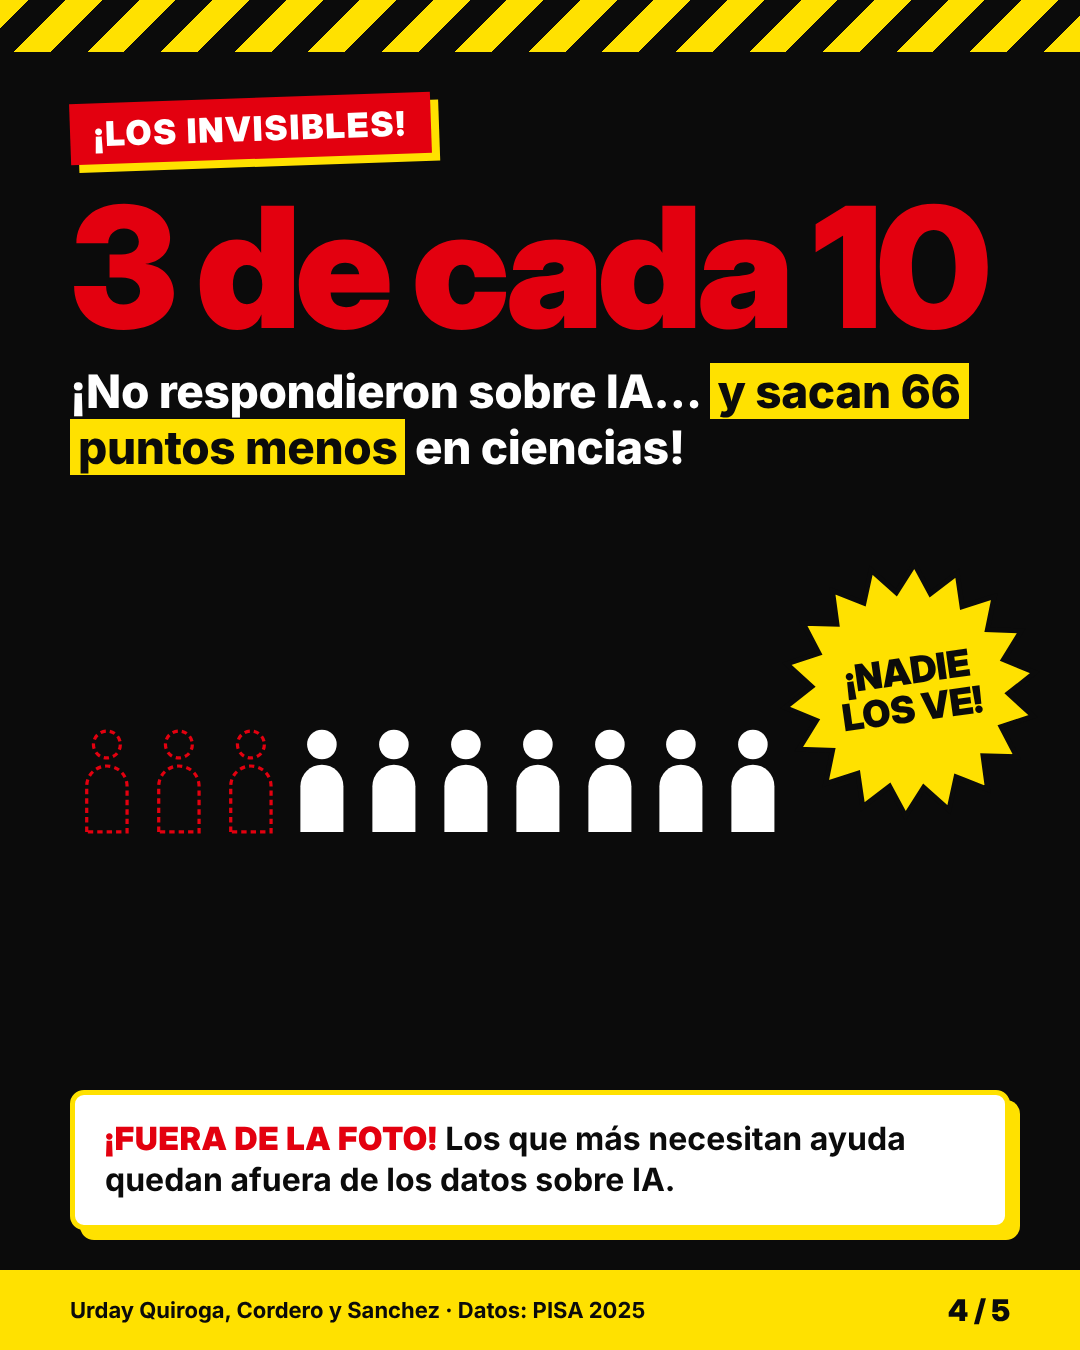 ¡LOS INVISIBLES!
3 de cada 10
¡No respondieron sobre IA... y sacan 66
puntos menos en ciencias!
¡NADIE
LOS VE!
¡FUERA DE LA FOTO! Los que más necesitan ayuda
quedan afuera de los datos sobre IA.
Urday Quiroga, Cordero y Sanchez · Datos: PISA 2025
4 / 5